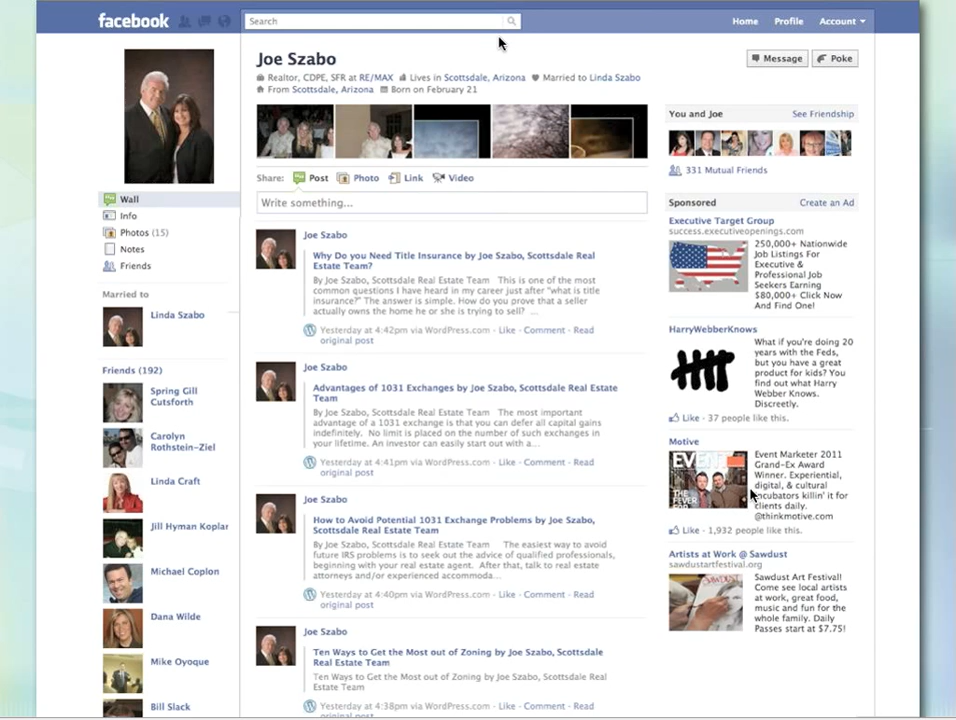 facebook
Search
Home Profile Account
Joe Szabo
Message Poke
Realtor, CDPE, SFR at RE/MAX Lives in Scottsdale, Arizona Married to Linda Szabo
From Scottsdale, Arizona Born on February 21
Share: Post Photo Link Video
Write something...
Wall
Info
Photos (15)
Notes
Friends
Married to
Linda Szabo
Friends (192)
Spring Gill
Cutsforth
Carolyn
Rothstein-Ziel
Linda Craft
Jill Hyman Koplar
Michael Coplon
Dana Wilde
Mike Oyoque
Bill Slack
Joe Szabo
Why Do you Need Title Insurance by Joe Szabo, Scottsdale Real
Estate Team?
By Joe Szabo, Scottsdale Real Estate Team This is one of the most
common questions I have heard in my career just after "what is title
insurance?" The answer is simple. How do you prove that a seller
actually owns the home he or she is trying to sell? ...
Yesterday at 4:42pm via WordPress.com · Like · Comment · Read
original post
Joe Szabo
Advantages of 1031 Exchanges by Joe Szabo, Scottsdale Real Estate
Team
By Joe Szabo, Scottsdale Real Estate Team The most important
advantage of a 1031 exchange is that you can defer all capital gains
indefinitely. No limit is placed on the number of such exchanges in
your lifetime. An investor can easily start out with a...
Yesterday at 4:41pm via WordPress.com · Like · Comment · Read
original post
Joe Szabo
How to Avoid Potential 1031 Exchange Problems by Joe Szabo,
Scottsdale Real Estate Team
By Joe Szabo, Scottsdale Real Estate Team The easiest way to avoid
future IRS problems is to seek out the advice of qualified professionals,
beginning with your real estate agent. After that, talk to real estate
attorneys and/or experienced accommoda...
Yesterday at 4:40pm via WordPress.com · Like · Comment · Read
original post
Joe Szabo
Ten Ways to Get the Most out of Zoning by Joe Szabo, Scottsdale
Real Estate Team
Ten Ways to Get the Most out of Zoning by Joe Szabo, Scottsdale Real
Estate Team
Yesterday at 4:38pm via WordPress.com · Like · Comment · Read
original post
You and Joe See Friendship
331 Mutual Friends
Sponsored Create an Ad
Executive Target Group
success.executiveopenings.com
250,000+ Nationwide
Job Listings For
Executive &
Professional Job
Seekers Earning
$80,000+ Click Now
And Find One!
HarryWebberKnows
What if you're doing 20
years with the Feds,
but you have a great
product for kids? You
find out what Harry
Webber Knows.
Discreetly.
Like · 37 people like this.
Motive
EVENT
THE FEVER
Event Marketer 2011
Grand-Ex Award
Winner. Experiential,
digital, & cultural
incubators killin' it for
clients daily.
@thinkmotive.com
Like · 1,932 people like this.
Artists at Work @ Sawdust
sawdustartfestival.org
SAWDUST
Sawdust Art Festival!
Come see local artists
at work, great food,
music and fun for the
whole family. Daily
Passes start at $7.75!